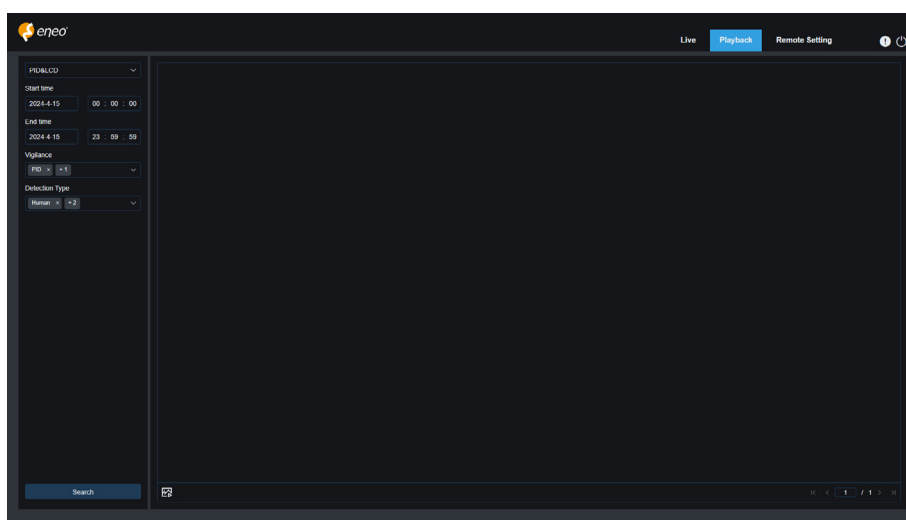 eneo
Live Playback Remote Setting
PID&LCD
Start time
2024-4-15 00 : 00 : 00
End time
2024-4-15 23 : 59 : 59
Vigilance
PID × +1
Detection Type
Human × +2
Search
1 / 1